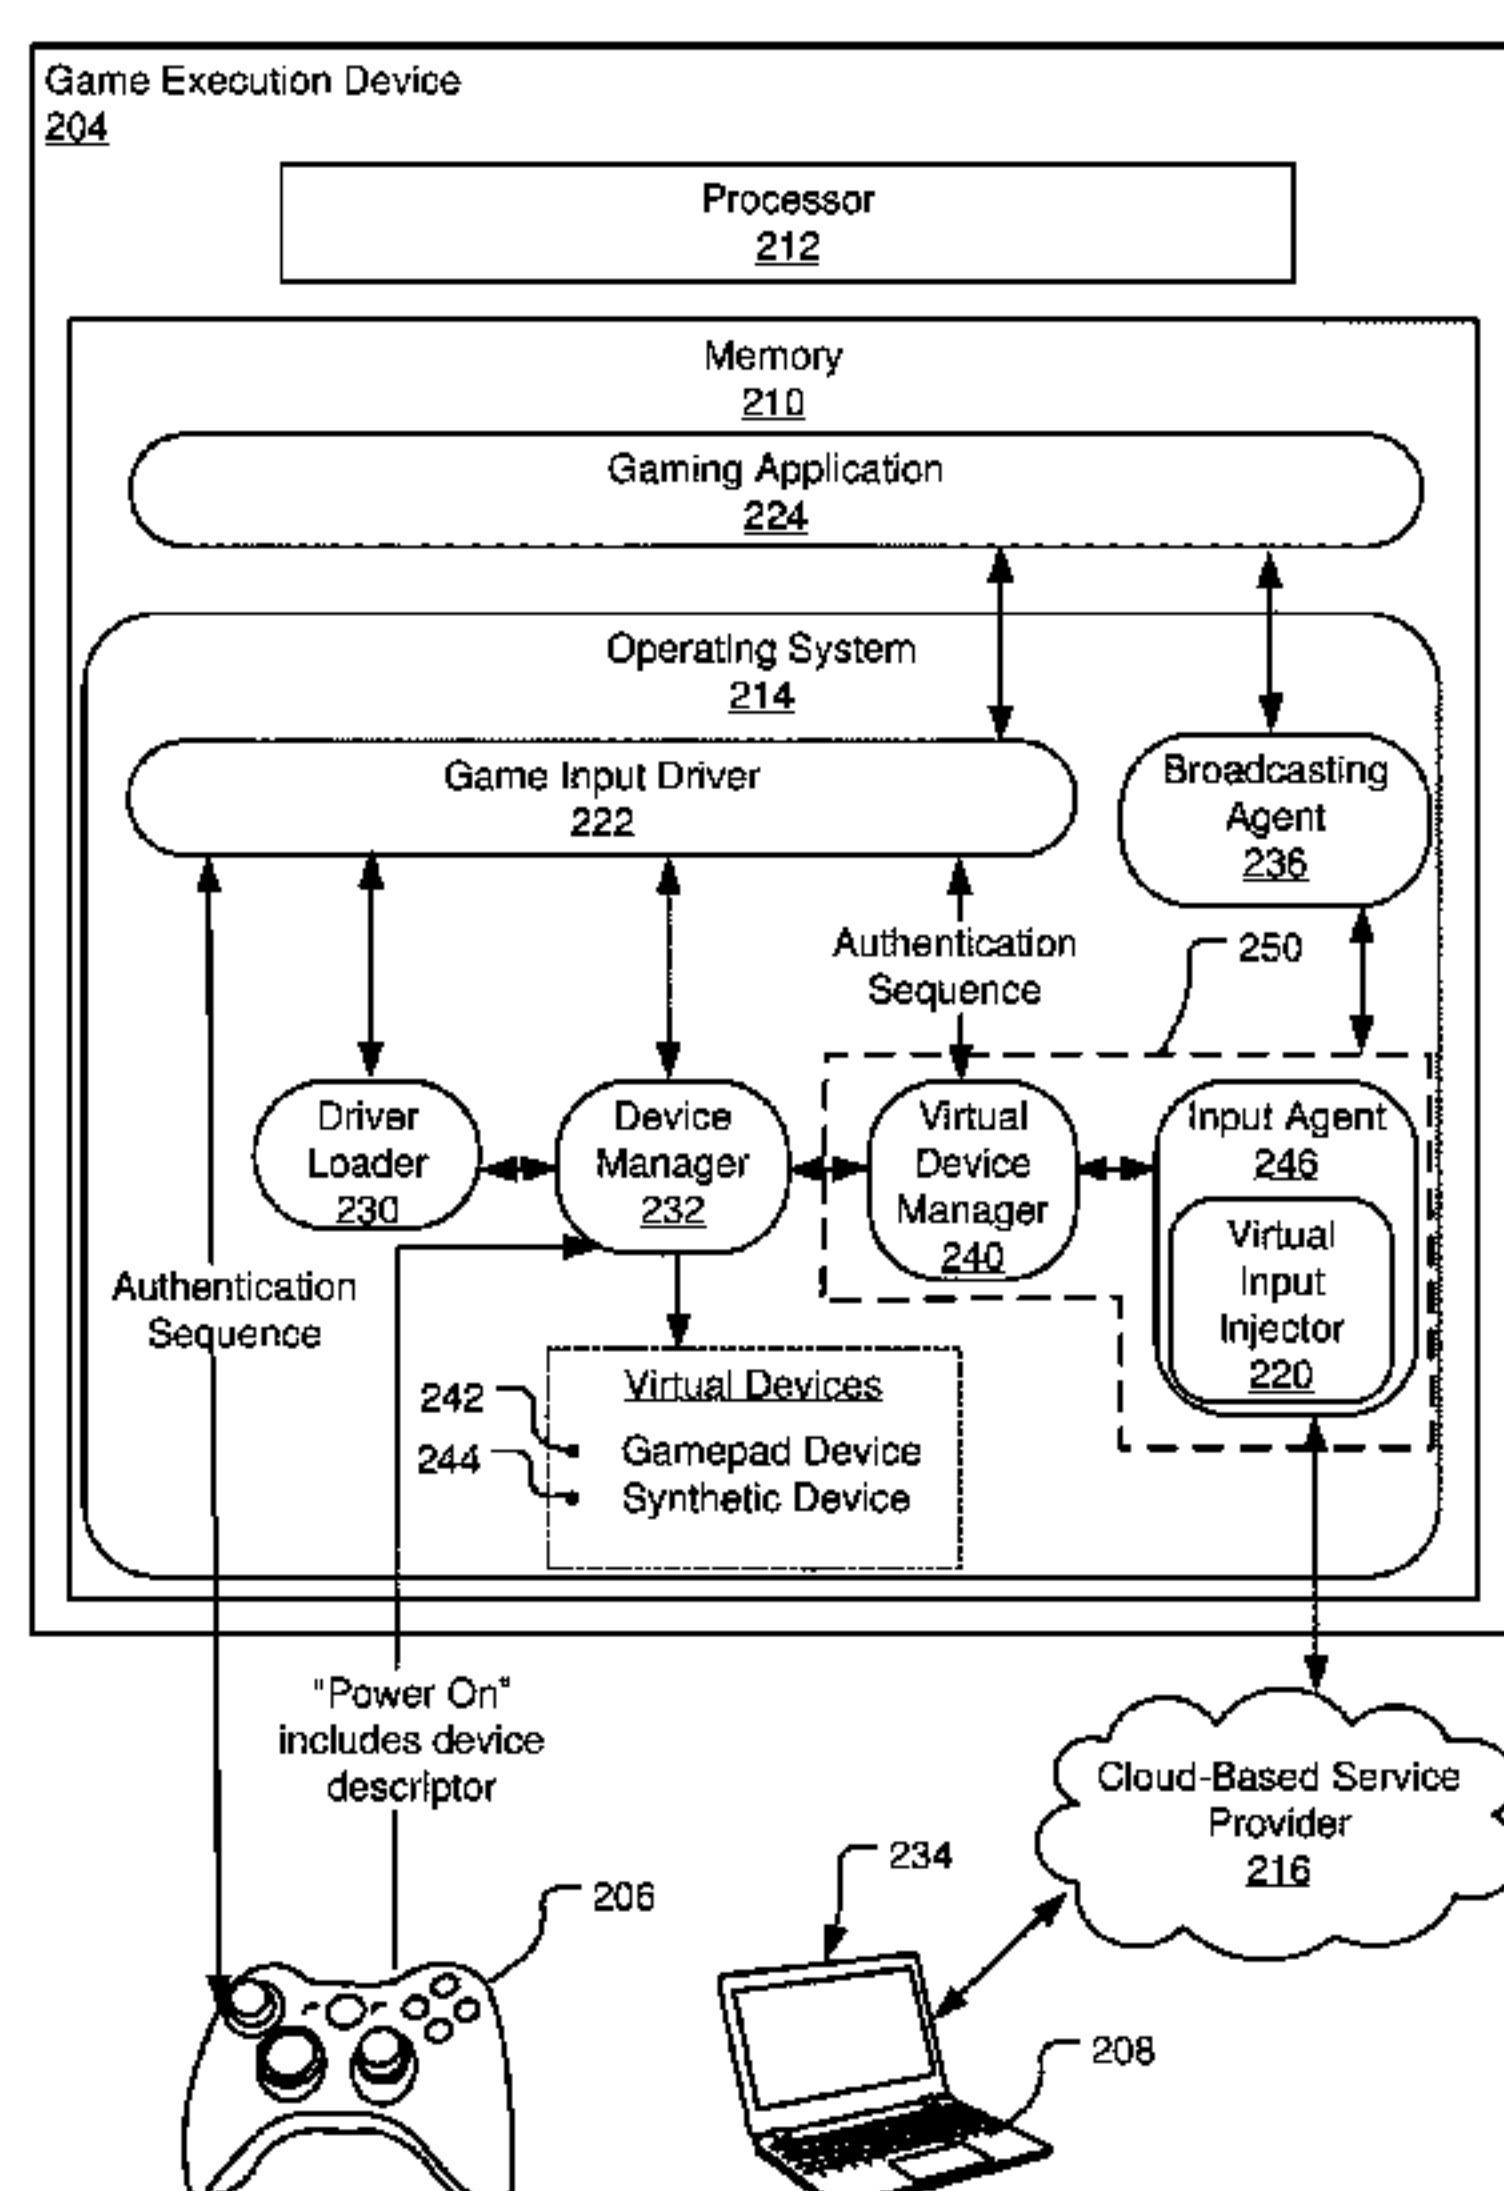 Game Execution Device
204
Processor
212
Memory
210
Gaming Application
224
Operating System
214
Game Input Driver
222
Broadcasting
Agent
236
Authentication
Sequence
250
Driver
Loader
230
Device
Manager
232
Virtual
Device
Manager
240
Input Agent
246
Virtual
Input
Injector
220
Authentication
Sequence
Virtual Devices
242
Gamepad Device
244
Synthetic Device
"Power On"
includes device
descriptor
Cloud-Based Service
Provider
216
234
206
208